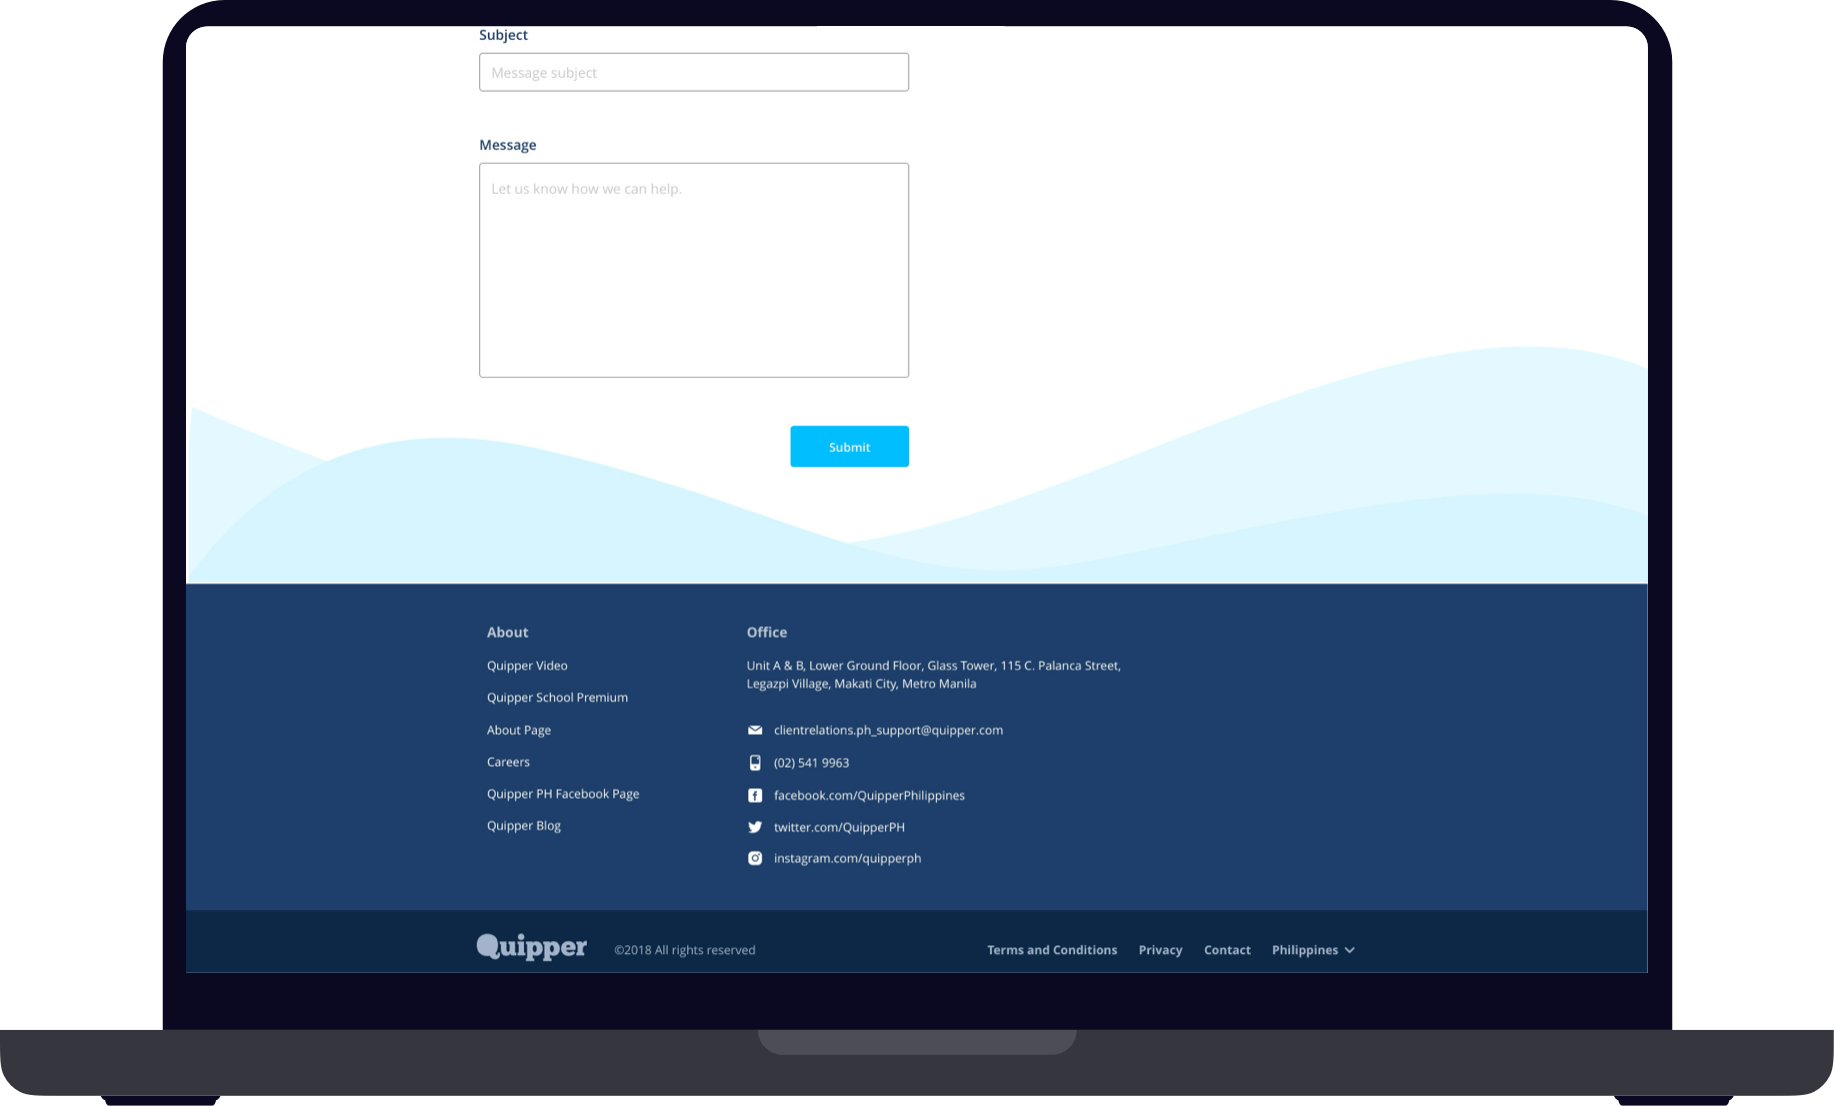 Subject
Message subject
Message
Let us know how we can help.
Submit
About
Quipper Video
Quipper School Premium
About Page
Careers
Quipper PH Facebook Page
Quipper Blog
Office
Unit A & B, Lower Ground Floor, Glass Tower, 115 C. Palanca Street,
Legazpi Village, Makati City, Metro Manila
clientrelations.ph_support@quipper.com
(02) 541 9963
facebook.com/QuipperPhilippines
twitter.com/QuipperPH
instagram.com/quipperph
Quipper ©2018 All rights reserved Terms and Conditions Privacy Contact Philippines